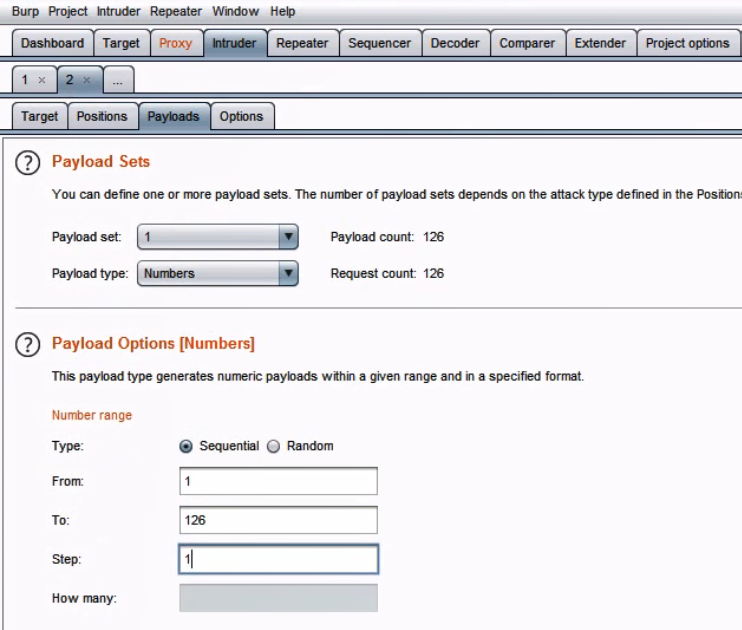 Burp Project Intruder Repeater Window Help
Dashboard Target Proxy Intruder Repeater Sequencer Decoder Comparer Extender Project options
1 × 2 × ...
Target Positions Payloads Options
? Payload Sets
You can define one or more payload sets. The number of payload sets depends on the attack type defined in the Positions
Payload set: 1 Payload count: 126
Payload type: Numbers Request count: 126
? Payload Options [Numbers]
This payload type generates numeric payloads within a given range and in a specified format.
Number range
Type: Sequential Random
From: 1
To: 126
Step: 1
How many: